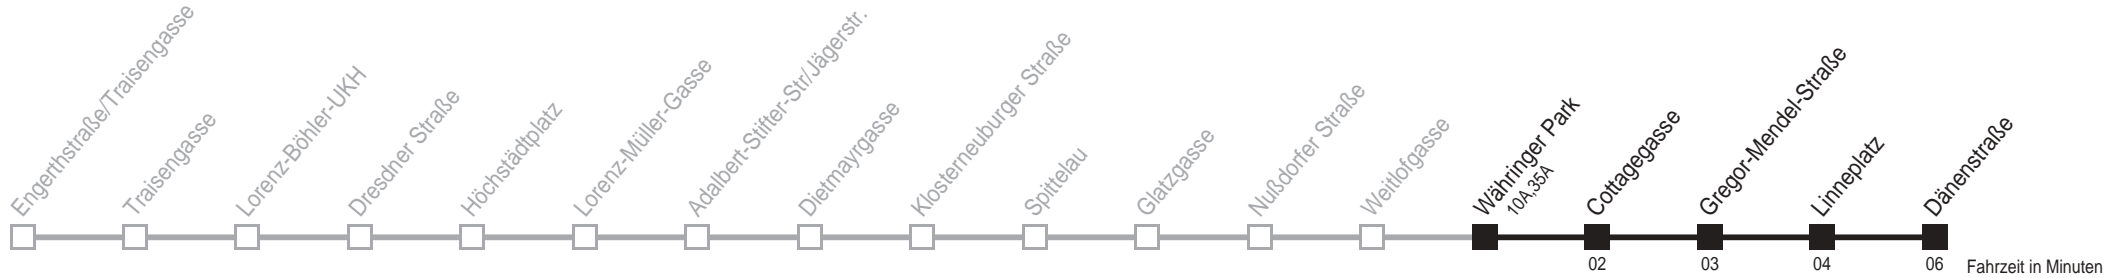 Engerthstraße/Traisengasse
Traisengasse
Lorenz-Böhler-UKH
Dresdner Straße
Höchstädtplatz
Lorenz-Müller-Gasse
Adalbert-Stifter-Str/Jägerstr.
Dietmayrgasse
Klosterneuburger Straße
Spittelau
Glatzgasse
Nußdorfer Straße
Weitlofgasse
Währinger Park
10A,35A
Cottagegasse
Gregor-Mendel-Straße
Linneplatz
Dänenstraße
02 03 04 06 Fahrzeit in Minuten